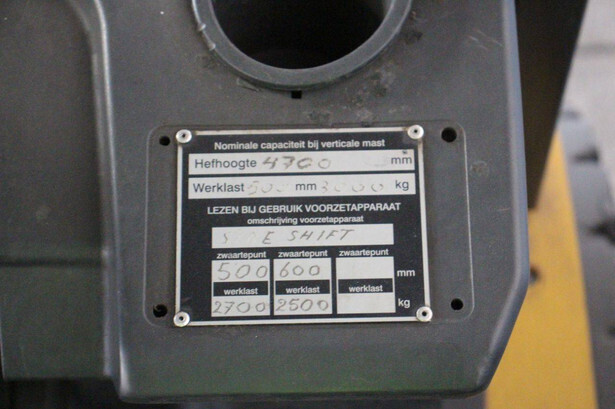 Nominale capaciteit bij verticale mast
Hefhoogte 4700 mm
Werklast 500 mm 3000 kg
LEZEN BIJ GEBRUIK VOORZETAPPARAAT
omschrijving voorzetapparaat
SHIFT
zwaartepunt zwaartepunt zwaartepunt
500 600 mm
werklast werklast werklast
2700 2500 kg